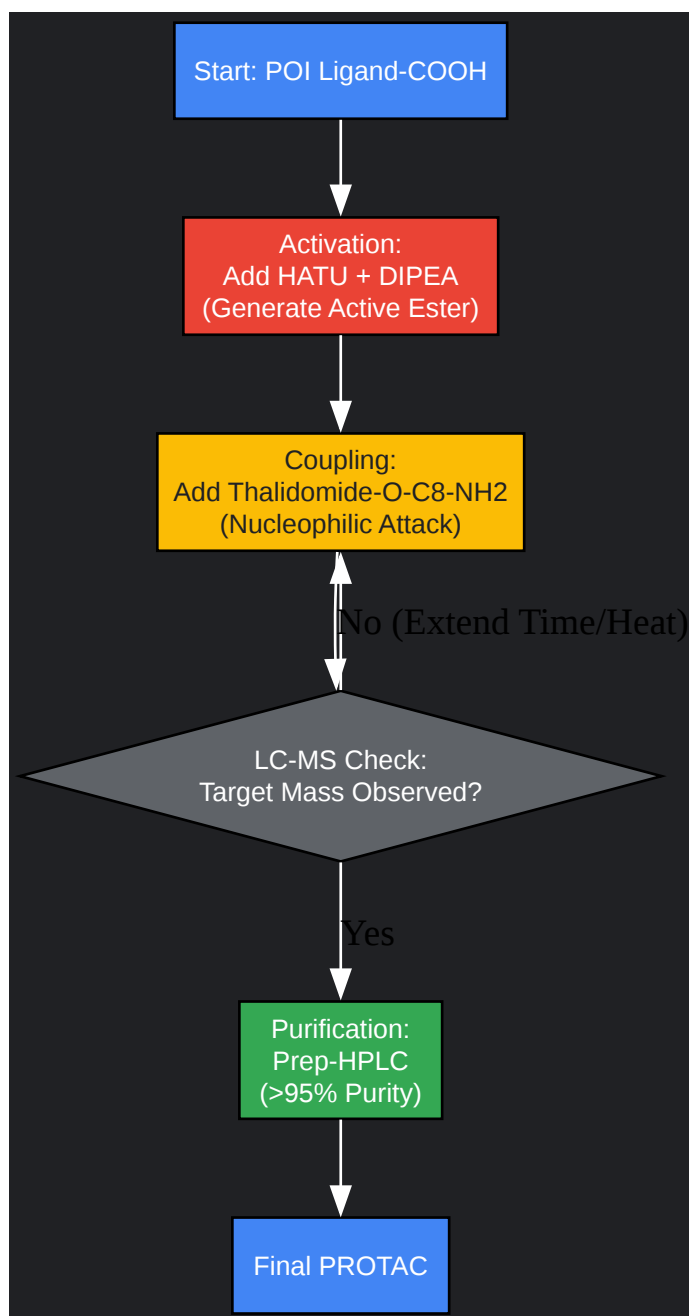 Start: POI Ligand-COOH
Activation:
Add HATU + DIPEA
(Generate Active Ester)
Coupling:
Add Thalidomide-O-C8-NH2
(Nucleophilic Attack)
No (Extend Time/Heat)
LC-MS Check:
Target Mass Observed?
Yes
Purification:
Prep-HPLC
(>95% Purity)
Final PROTAC